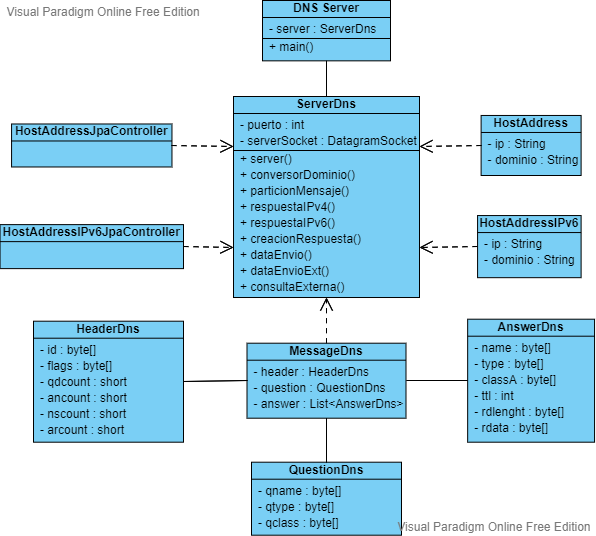 Visual Paradigm Online Free Edition
DNS Server
- server : ServerDns
+ main()
ServerDns
- puerto : int
- serverSocket : DatagramSocket
+ server()
+ conversorDominio()
+ particionMensaje()
+ respuestaIPv4()
+ respuestaIPv6()
+ creacionRespuesta()
+ dataEnvio()
+ dataEnvioExt()
+ consultaExterna()
HostAddressJpaController
HostAddress
- ip : String
- dominio : String
HostAddressIPv6JpaController
HostAddressIPv6
- ip : String
- dominio : String
HeaderDns
- id : byte[]
- flags : byte[]
- qdcount : short
- ancount : short
- nscount : short
- arcount : short
MessageDns
- header : HeaderDns
- question : QuestionDns
- answer : List<AnswerDns>
AnswerDns
- name : byte[]
- type : byte[]
- classA : byte[]
- ttl : int
- rdlenght : byte[]
- rdata : byte[]
QuestionDns
- qname : byte[]
- qtype : byte[]
- qclass : byte[]
Visual Paradigm Online Free Edition